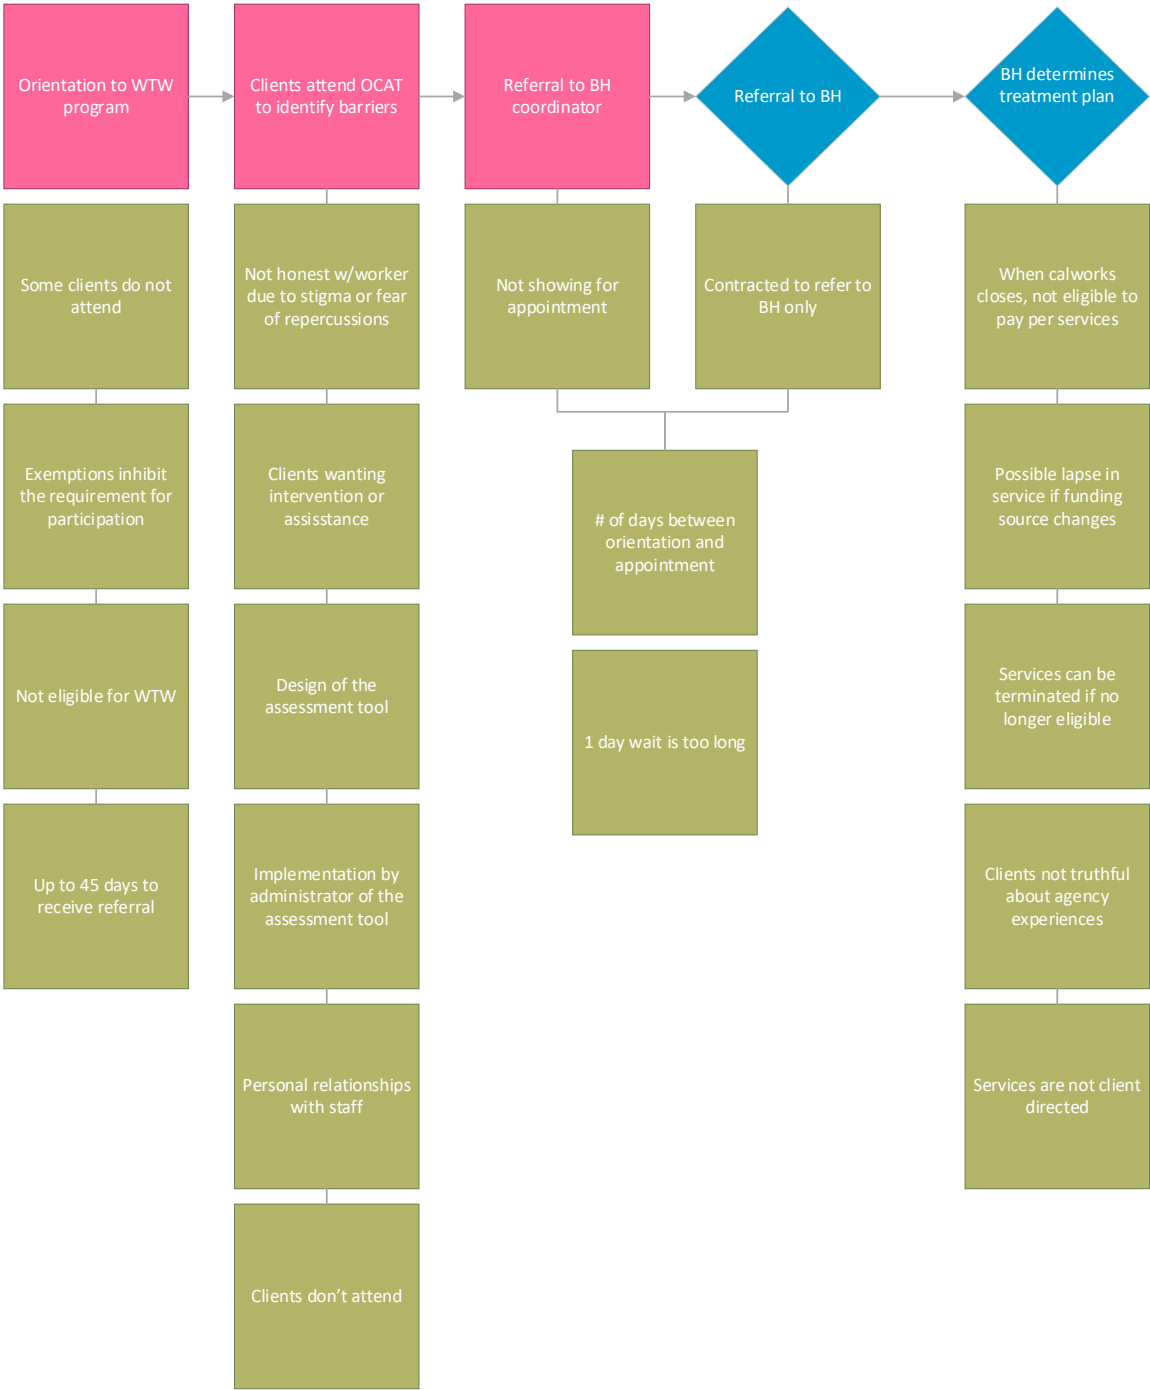 Orientation to WTW
program
Clients attend OCAT
to identify barriers
Referral to BH
coordinator
Referral to BH
BH determines
treatment plan
Some clients do not
attend
Exemptions inhibit
the requirement for
participation
Not eligible for WTW
Up to 45 days to
receive referral
Not honest w/worker
due to stigma or fear
of repercussions
Clients wanting
intervention or
assisstance
Design of the
assessment tool
Implementation by
administrator of the
assessment tool
Personal relationships
with staff
Clients don’t attend
Not showing for
appointment
Contracted to refer to
BH only
# of days between
orientation and
appointment
1 day wait is too long
When calworks
closes, not eligible to
pay per services
Possible lapse in
service if funding
source changes
Services can be
terminated if no
longer eligible
Clients not truthful
about agency
experiences
Services are not client
directed